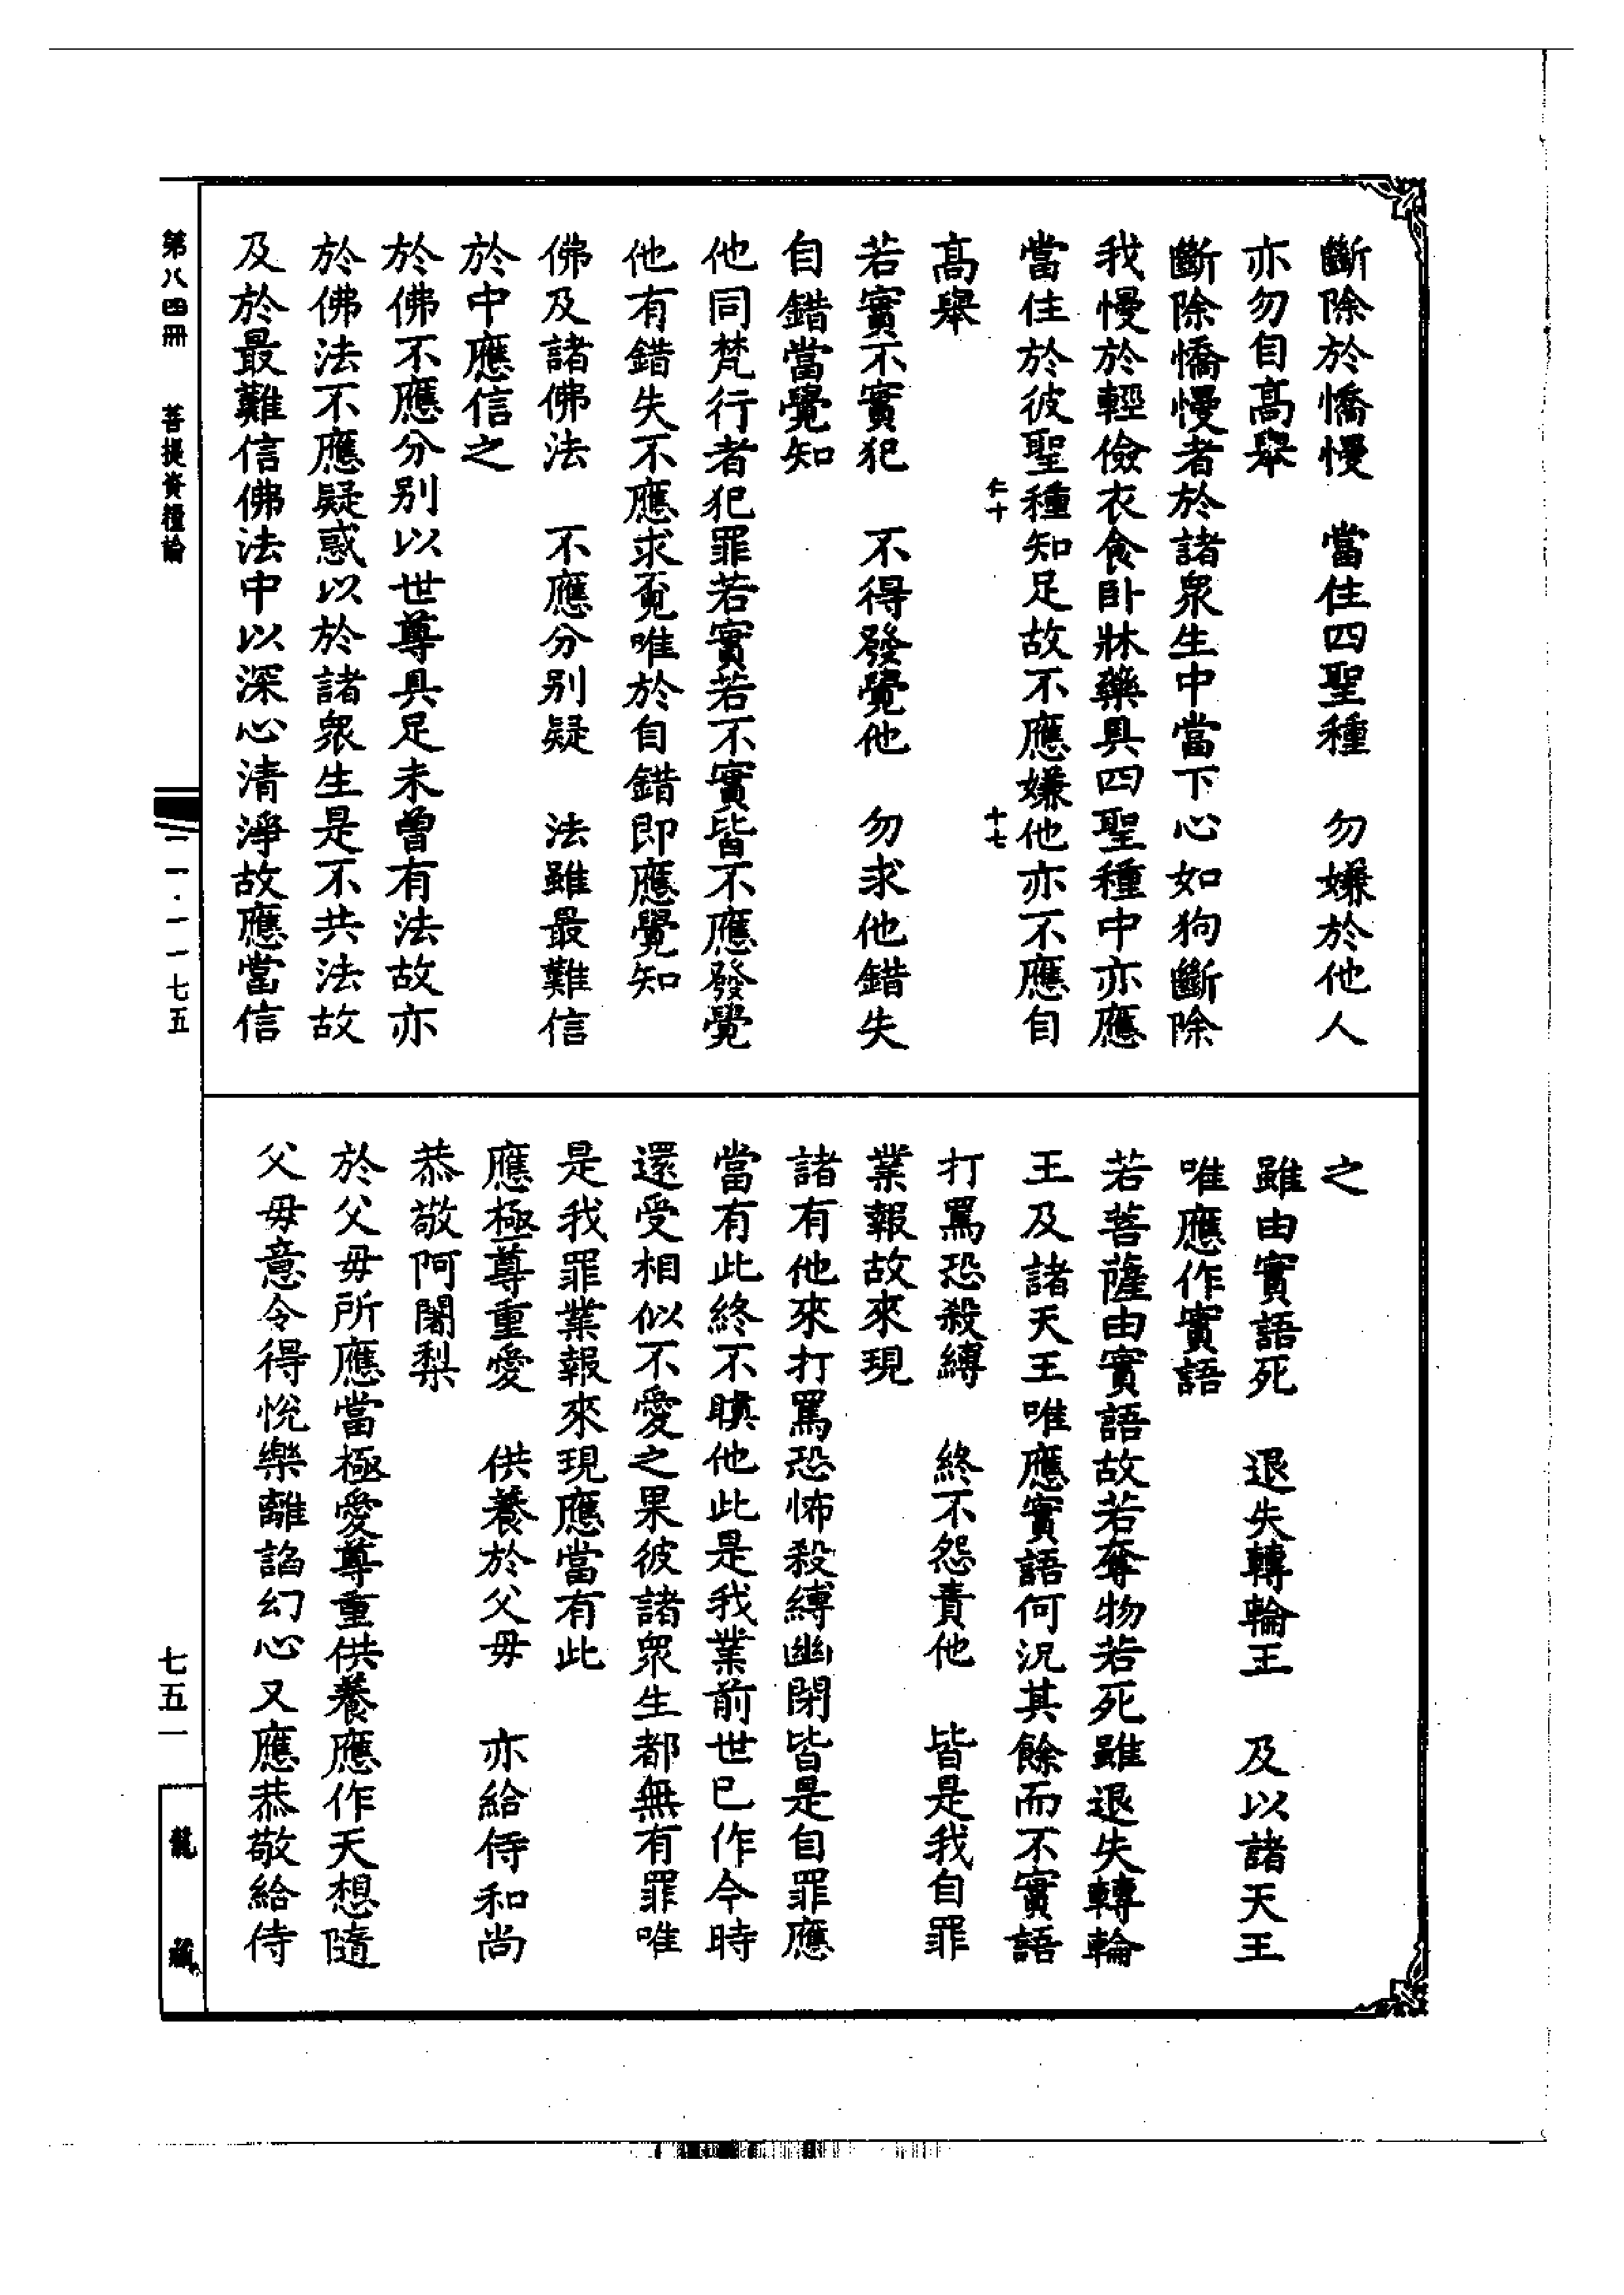 斷除於憍慢　當住四聖種　勿嫌於他人
亦勿自高舉
斷除憍慢者於諸衆生中當下心如狗斷除
我慢於輕儉衣食卧牀藥具四聖種中亦應
當住於彼聖種知足故不應嫌他亦不應自
仁十　十七
高舉
若實不實犯　不得發覺他　勿求他錯失
自錯當覺知
他同梵行者犯罪若實若不實皆不應發覺
他有錯失不應求覓唯於自錯即應覺知
佛及諸佛法　不應分别疑　法雖最難信
於中應信之
於佛不應分别以世尊具足未曾有法故亦
於佛法不應疑惑以於諸衆生是不共法故
及於最難信佛法中以深心清淨故應當信
之
雖由實語死　退失轉輪王　及以諸天王
唯應作實語
若菩薩由實語故若奪物若死雖退失轉輪
王及諸天王唯應實語何況其餘而不實語
打罵恐殺縛　終不怨責他　皆是我自罪
業報故來現
諸有他來打罵恐怖殺縛幽閉皆是自罪應
當有此終不瞋他此是我業前世已作今時
還受相似不愛之果彼諸衆生都無有罪唯
是我罪業報來現應當有此
應極尊重愛　供養於父毋　亦給侍和尚
恭敬阿闍梨
於父毋所應當極愛尊重供養應作天想隨
父毋意令得悅樂離諂幻心又應恭敬給侍
第八四冊　菩提資糧論
一一·一一七五
七五一
龍藏